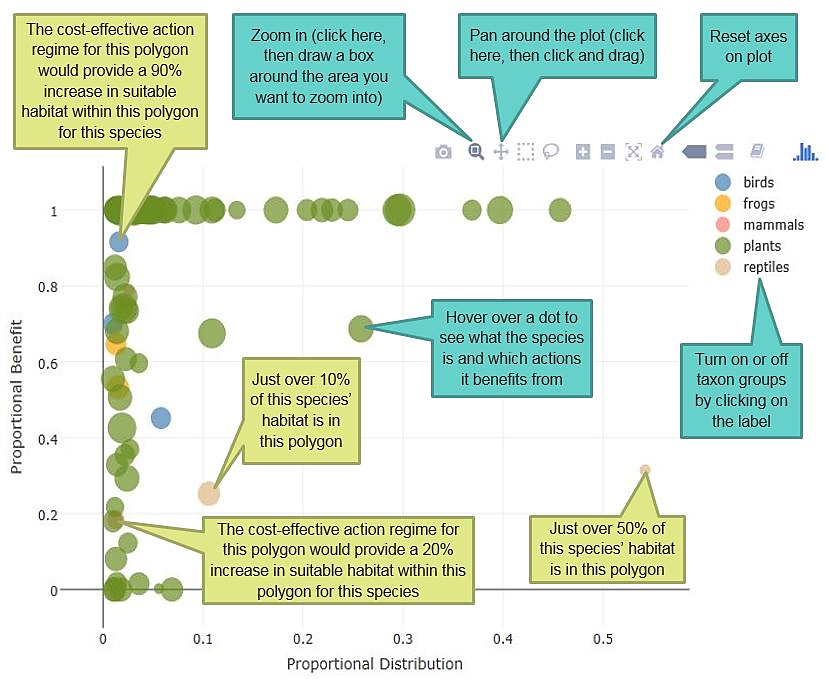 The cost-effective action
regime for this polygon
would provide a 90%
increase in suitable
habitat within this polygon
for this species
Zoom in (click here,
then draw a box
around the area you
want to zoom into)
Pan around the plot (click
here, then click and drag)
Reset axes
on plot
birds
frogs
mammals
plants
reptiles
Hover over a dot to
see what the species
is and which actions
it benefits from
Turn on or off
taxon groups
by clicking on
the label
Just over 10%
of this species'
habitat is in
this polygon
The cost-effective action regime for
this polygon would provide a 20%
increase in suitable habitat within this
polygon for this species
Just over 50% of
this species' habitat
is in this polygon
Proportional Benefit
1
0.8
0.6
0.4
0.2
0
0
0.1
0.2
0.3
0.4
0.5
Proportional Distribution